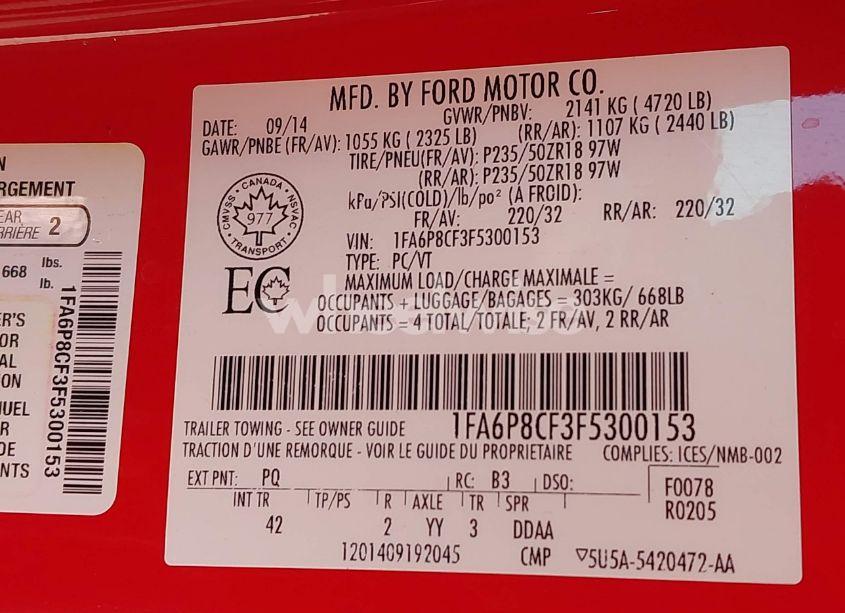 N
RGEMENT
EAR
RRIÈRE 2
668 lbs.
lb.
1FA6P8CF3F5300153
ER'S
OR
AL
ION
NUEL
R
DE
NTS
MFD. BY FORD MOTOR CO.
DATE: 09/14 GVWR/PNBV: 2141 KG ( 4720 LB)
GAWR/PNBE (FR/AV): 1055 KG ( 2325 LB) (RR/AR): 1107 KG ( 2440 LB)
TIRE/PNEU(FR/AV): P235/50ZR18 97W
(RR/AR): P235/50ZR18 97W
kPa/PSI(COLD)/lb/po² (A FROID):
FR/AV: 220/32 RR/AR: 220/32
CANADA
CMVSS 977 NSVAC
TRANSPORT
VIN: 1FA6P8CF3F5300153
TYPE: PC/VT
EC
MAXIMUM LOAD/CHARGE MAXIMALE =
OCCUPANTS + LUGGAGE/BAGAGES = 303KG/ 668LB
OCCUPANTS = 4 TOTAL/TOTALE; 2 FR/AV, 2 RR/AR
TRAILER TOWING - SEE OWNER GUIDE 1FA6P8CF3F5300153
TRACTION D'UNE REMORQUE - VOIR LE GUIDE DU PROPRIETAIRE COMPLIES: ICES/NMB-002
EXT PNT: PQ RC: B3 DSO: F0078
INT TR TP/PS R AXLE TR SPR R0205
42 2 YY 3 DDAA
1201409192045 CMP ▽5U5A-5420472-AA